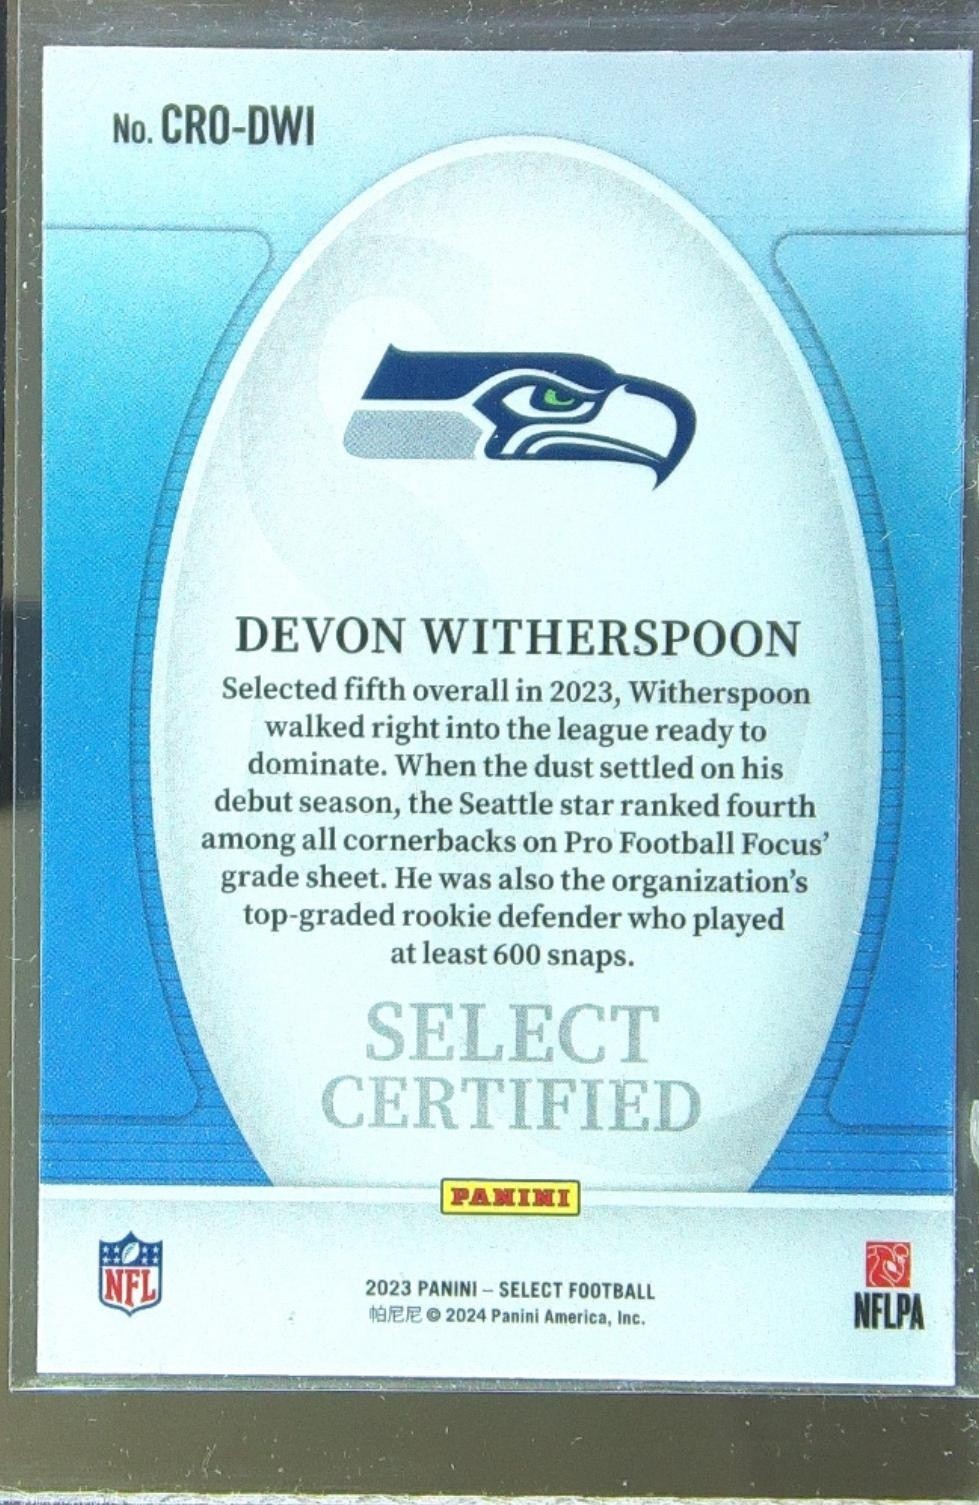 No. CRO-DWI
DEVON WITHERSPOON
Selected fifth overall in 2023, Witherspoon
walked right into the league ready to
dominate. When the dust settled on his
debut season, the Seattle star ranked fourth
among all cornerbacks on Pro Football Focus’
grade sheet. He was also the organization’s
top-graded rookie defender who played
at least 600 snaps.
SELECT
CERTIFIED
PANINI
NFL
2023 PANINI – SELECT FOOTBALL
帕尼尼 © 2024 Panini America, Inc.
NFLPA